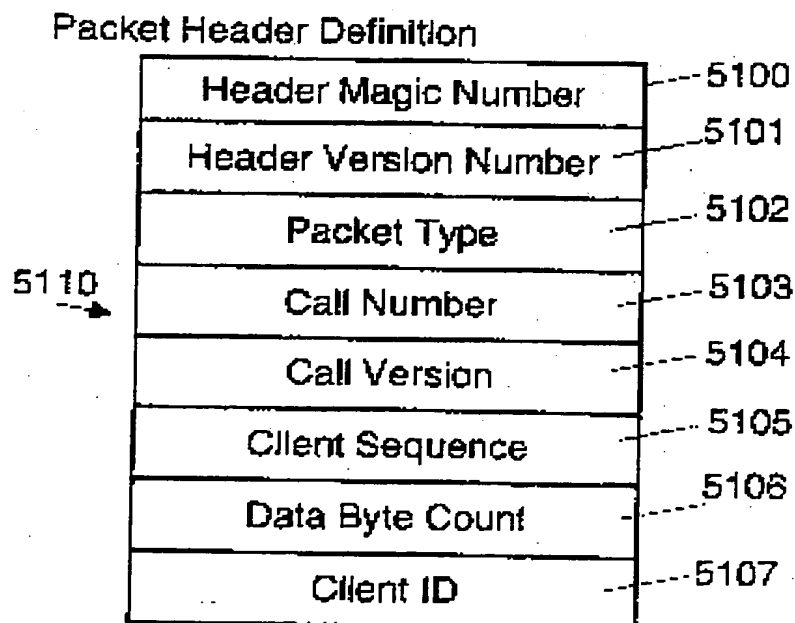 Packet Header Definition
Header Magic Number 5100
Header Version Number 5101
Packet Type 5102
5110
Call Number 5103
Call Version 5104
Client Sequence 5105
Data Byte Count 5106
Client ID 5107